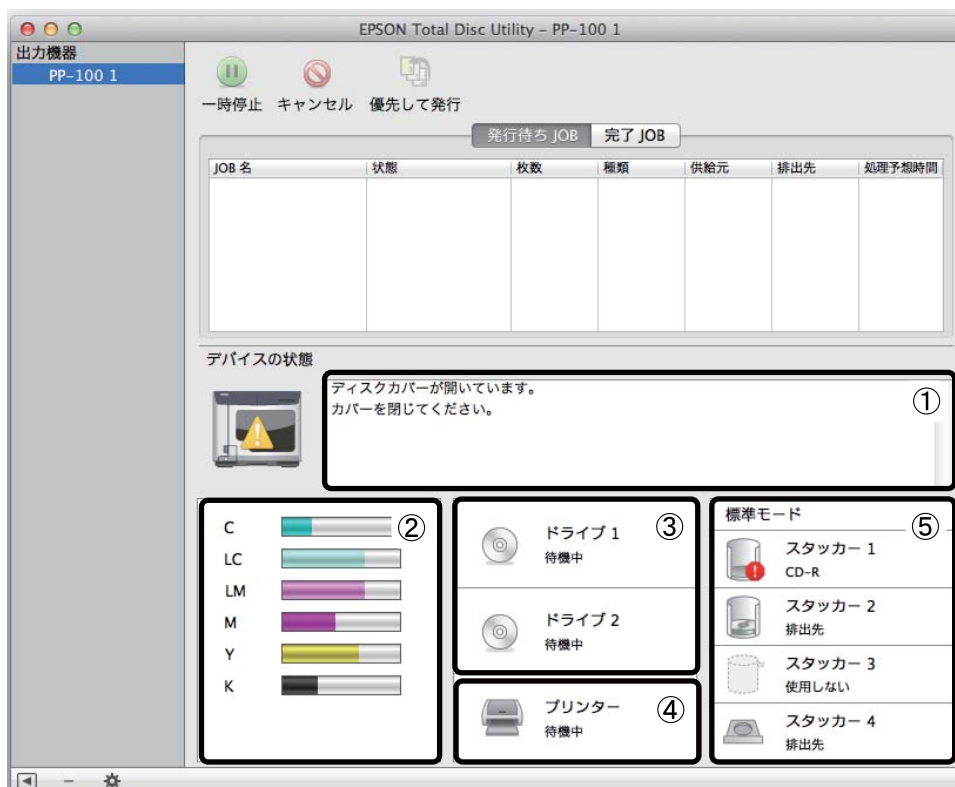 EPSON Total Disc Utility – PP-100 1
出力機器
PP-100 1
一時停止 キャンセル 優先して発行
発行待ち JOB 完了 JOB
JOB 名 状態 枚数 種類 供給元 排出先 処理予想時間
デバイスの状態
ディスクカバーが開いています。
カバーを閉じてください。
①
②
C
LC
LM
M
Y
K
③
ドライブ 1
待機中
ドライブ 2
待機中
④
プリンター
待機中
標準モード
⑤
スタッカー 1
CD-R
スタッカー 2
排出先
スタッカー 3
使用しない
スタッカー 4
排出先